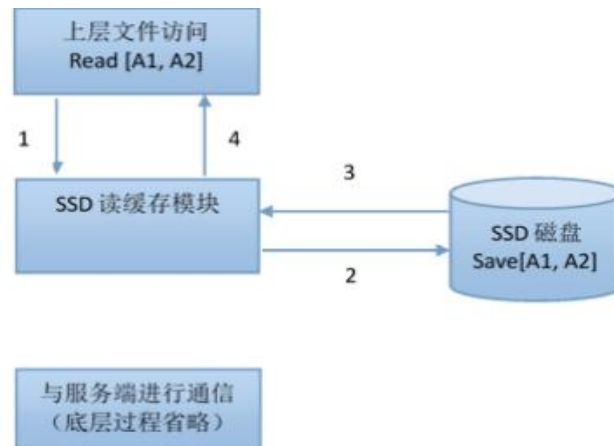 上层文件访问
Read [A1, A2]
1
4
3
SSD 读缓存模块
SSD 磁盘
Save[A1, A2]
2
与服务端进行通信
（底层过程省略）